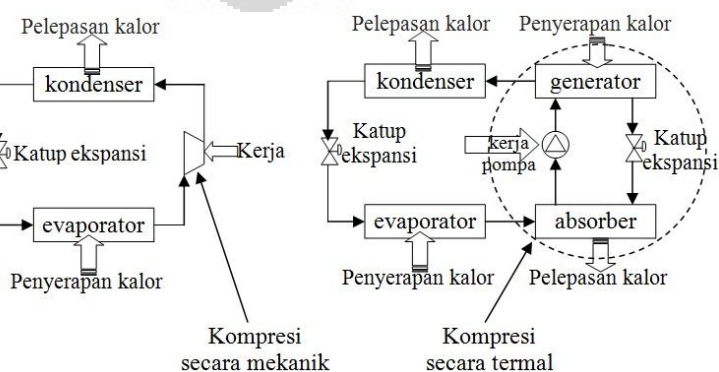 Pelepasan kalor
kondenser
Katup ekspansi
Kerja
evaporator
Penyerapan kalor
Kompresi
secara mekanik
Pelepasan kalor
Penyerapan kalor
kondenser
generator
Katup
ekspansi
kerja
pompa
Katup
ekspansi
evaporator
absorber
Penyerapan kalor
Pelepasan kalor
Kompresi
secara termal